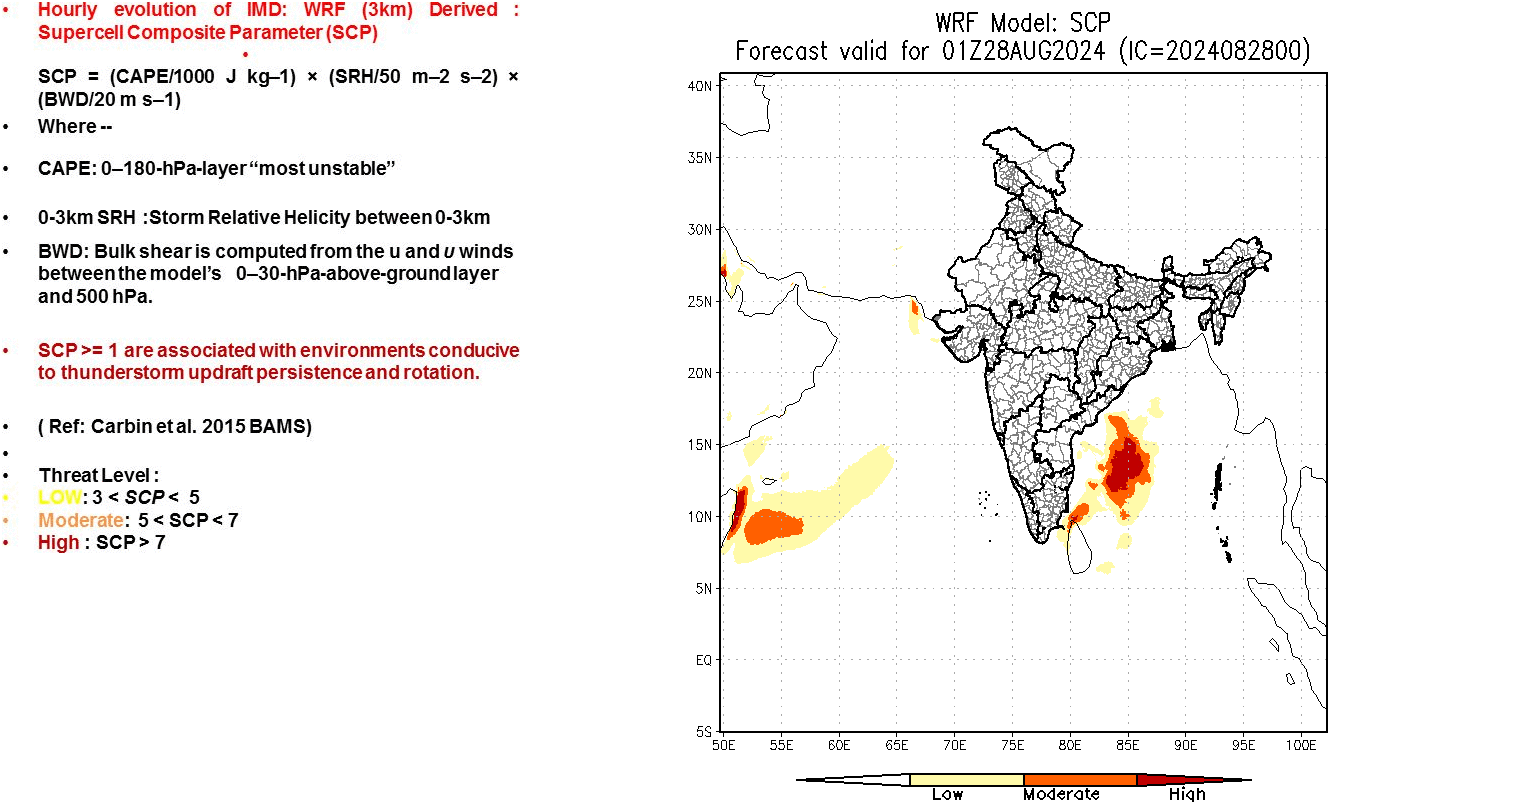 • Hourly evolution of IMD: WRF (3km) Derived :
Supercell Composite Parameter (SCP)
•
SCP = (CAPE/1000 J kg–1) × (SRH/50 m–2 s–2) ×
(BWD/20 m s–1)
• Where --
• CAPE: 0–180-hPa-layer “most unstable”
• 0-3km SRH :Storm Relative Helicity between 0-3km
• BWD: Bulk shear is computed from the u and υ winds
between the model’s 0–30-hPa-above-ground layer
and 500 hPa.
• SCP >= 1 are associated with environments conducive
to thunderstorm updraft persistence and rotation.
• ( Ref: Carbin et al. 2015 BAMS)
•
• Threat Level :
• LOW: 3 < SCP < 5
• Moderate: 5 < SCP < 7
• High : SCP > 7
WRF Model: SCP
Forecast valid for 01Z28AUG2024 (IC=2024082800)
40N
35N
30N
25N
20N
15N
10N
5N
EQ
5S
50E 55E 60E 65E 70E 75E 80E 85E 90E 95E 100E
Low Moderate High